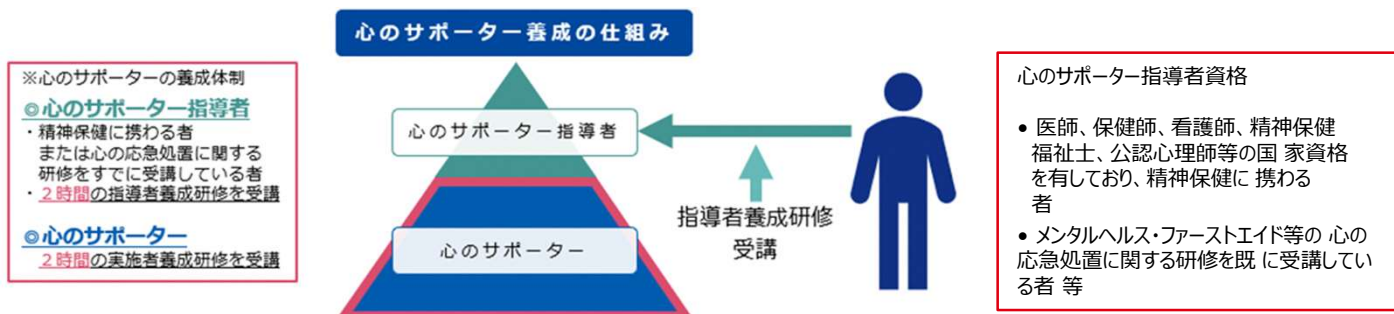 心のサポーター養成の仕組み
※心のサポーターの養成体制
◎心のサポーター指導者
・精神保健に携わる者
または心の応急処置に関する
研修をすでに受講している者
・2時間の指導者養成研修を受講
◎心のサポーター
2時間の実施者養成研修を受講
心のサポーター指導者
心のサポーター
指導者養成研修
受講
心のサポーター指導者資格
• 医師、保健師、看護師、精神保健
福祉士、公認心理師等の国 家資格
を有しており、精神保健に 携わる
者
• メンタルヘルス・ファーストエイド等の 心の
応急処置に関する研修を既 に受講してい
る者 等